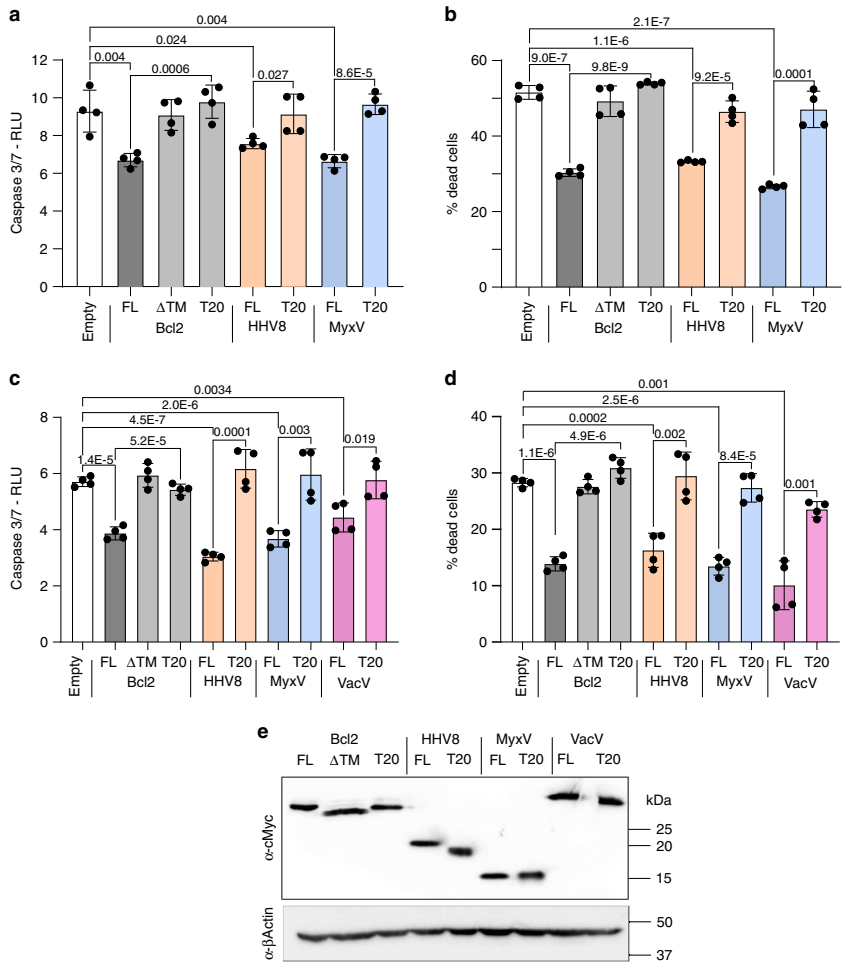 a
0.004
0.024
0.004
0.0006
0.027
8.6E-5
Caspase 3/7 - RLU
12
10
8
6
4
2
0
Empty
FL
ΔTM
T20
FL
T20
FL
T20
Bcl2
HHV8
MyxV
b
2.1E-7
1.1E-6
9.0E-7
9.8E-9
9.2E-5
0.0001
% dead cells
60
40
20
0
Empty
FL
ΔTM
T20
FL
T20
FL
T20
Bcl2
HHV8
MyxV
c
0.0034
2.0E-6
4.5E-7
1.4E-5
5.2E-5
0.0001
0.003
0.019
Caspase 3/7 - RLU
8
6
4
2
0
Empty
FL
ΔTM
T20
FL
T20
FL
T20
FL
T20
Bcl2
HHV8
MyxV
VacV
d
0.001
2.5E-6
0.0002
1.1E-6
4.9E-6
0.002
8.4E-5
0.001
% dead cells
40
30
20
10
0
Empty
FL
ΔTM
T20
FL
T20
FL
T20
FL
T20
Bcl2
HHV8
MyxV
VacV
e
Bcl2
HHV8
MyxV
VacV
FL
ΔTM
T20
FL
T20
FL
T20
FL
T20
α-cMyc
kDa
25
20
15
α-βActin
50
37